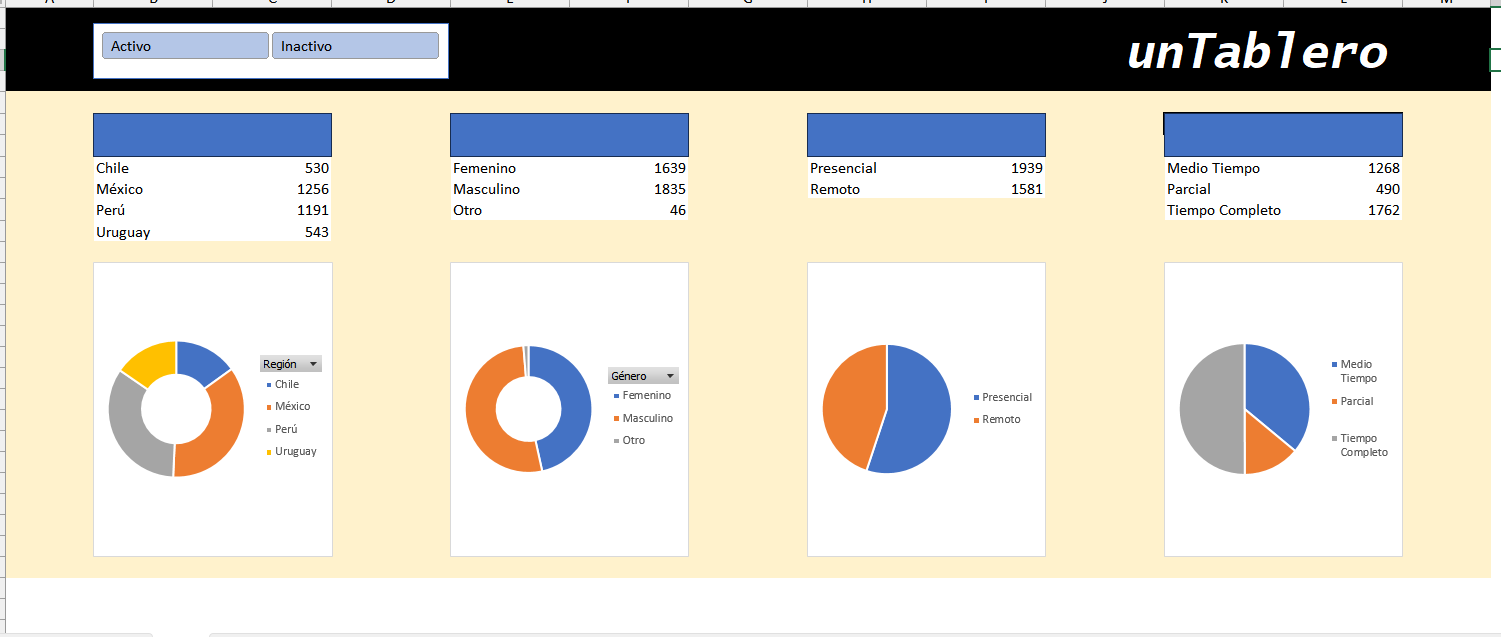 Activo Inactivo
unTablero
Chile 530
México 1256
Perú 1191
Uruguay 543
Femenino 1639
Masculino 1835
Otro 46
Presencial 1939
Remoto 1581
Medio Tiempo 1268
Parcial 490
Tiempo Completo 1762
Región
Chile
México
Perú
Uruguay
Género
Femenino
Masculino
Otro
Presencial
Remoto
Medio
Tiempo
Parcial
Tiempo
Completo